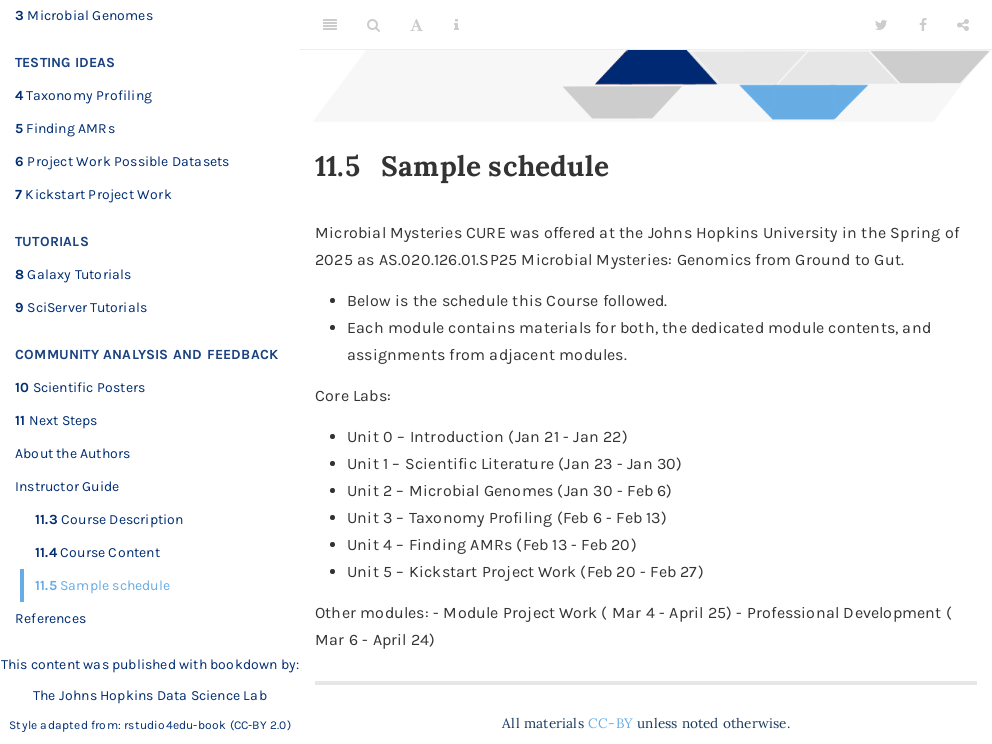 3 Microbial Genomes
TESTING IDEAS
4 Taxonomy Profiling
5 Finding AMRs
6 Project Work Possible Datasets
7 Kickstart Project Work
TUTORIALS
8 Galaxy Tutorials
9 SciServer Tutorials
COMMUNITY ANALYSIS AND FEEDBACK
10 Scientific Posters
11 Next Steps
About the Authors
Instructor Guide
11.3 Course Description
11.4 Course Content
11.5 Sample schedule
References
This content was published with bookdown by:
The Johns Hopkins Data Science Lab
Style adapted from: rstudio4edu-book (CC-BY 2.0)
A
11.5 Sample schedule
Microbial Mysteries CURE was offered at the Johns Hopkins University in the Spring of
2025 as AS.020.126.01.SP25 Microbial Mysteries: Genomics from Ground to Gut.
• Below is the schedule this Course followed.
• Each module contains materials for both, the dedicated module contents, and
assignments from adjacent modules.
Core Labs:
• Unit 0 – Introduction (Jan 21 - Jan 22)
• Unit 1 – Scientific Literature (Jan 23 - Jan 30)
• Unit 2 – Microbial Genomes (Jan 30 - Feb 6)
• Unit 3 – Taxonomy Profiling (Feb 6 - Feb 13)
• Unit 4 – Finding AMRs (Feb 13 - Feb 20)
• Unit 5 – Kickstart Project Work (Feb 20 - Feb 27)
Other modules: - Module Project Work ( Mar 4 - April 25) - Professional Development (
Mar 6 - April 24)
All materials CC-BY unless noted otherwise.